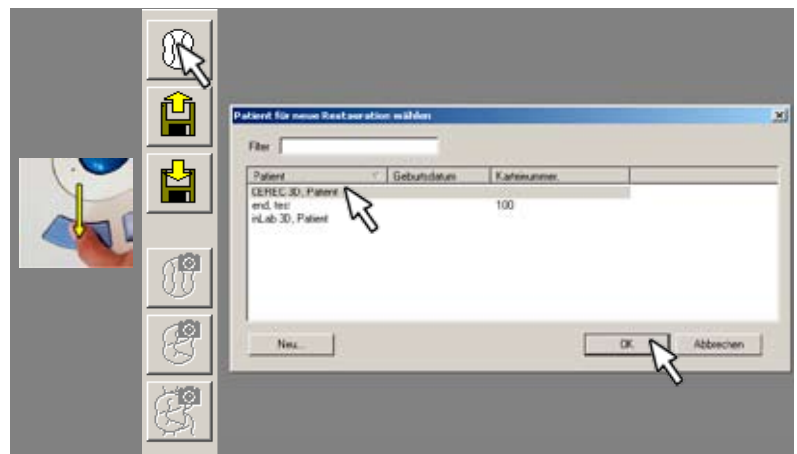 Patient für neue Restauration wählen
Filter
Patient Geburtsdatum Karteinummer.
CEREC 3D, Patient
end, test 100
inLab 3D, Patient
Neu... OK Abbrechen